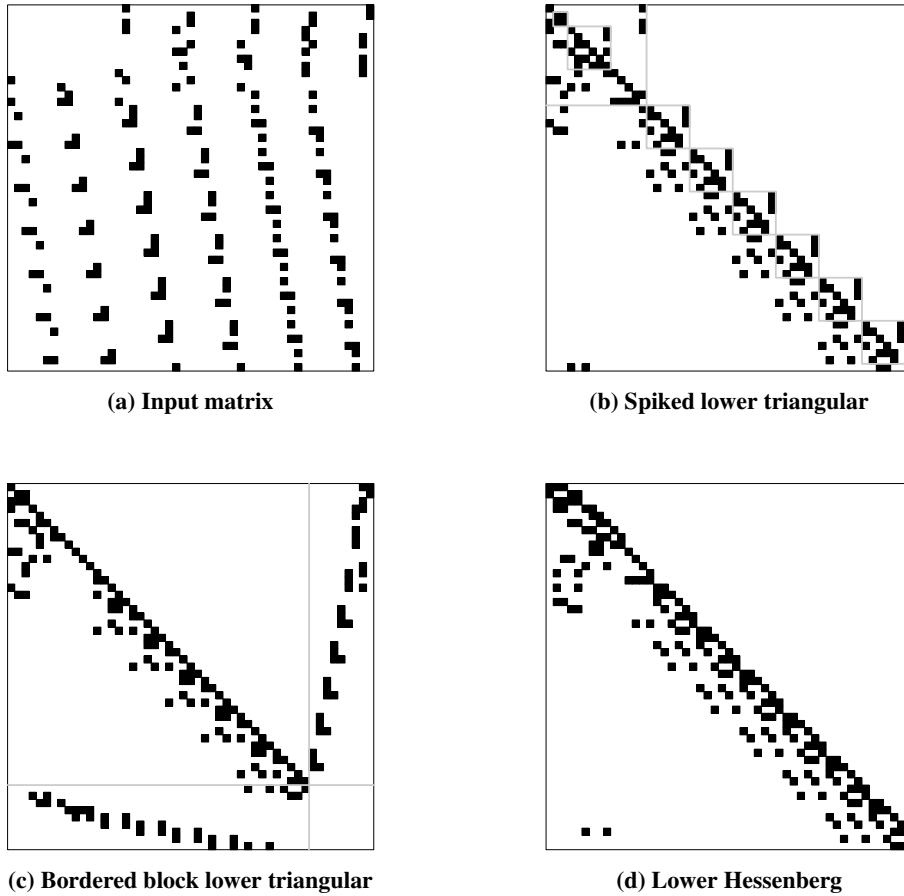 (a) Input matrix
(b) Spiked lower triangular
(c) Bordered block lower triangular
(d) Lower Hessenberg